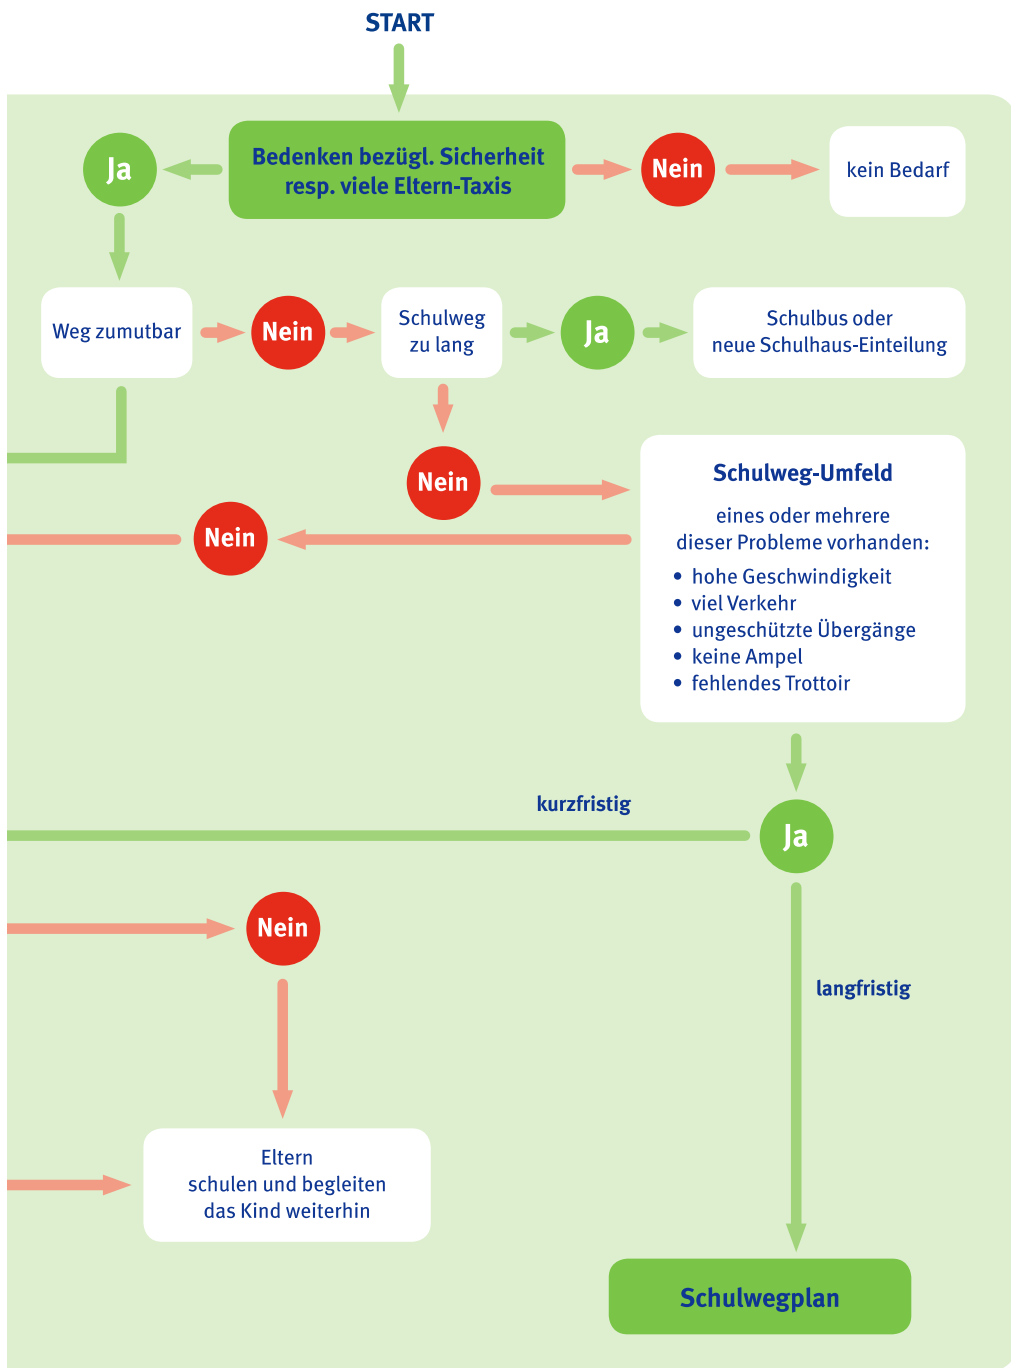 START
Ja
Bedenken bezügl. Sicherheit
resp. viele Eltern-Taxis
Nein
kein Bedarf
Weg zumutbar
Nein
Schulweg
zu lang
Ja
Schulbus oder
neue Schulhaus-Einteilung
Nein
Nein
Schulweg-Umfeld
eines oder mehrere
dieser Probleme vorhanden:
• hohe Geschwindigkeit
• viel Verkehr
• ungeschützte Übergänge
• keine Ampel
• fehlendes Trottoir
kurzfristig
Ja
Nein
langfristig
Eltern
schulen und begleiten
das Kind weiterhin
Schulwegplan